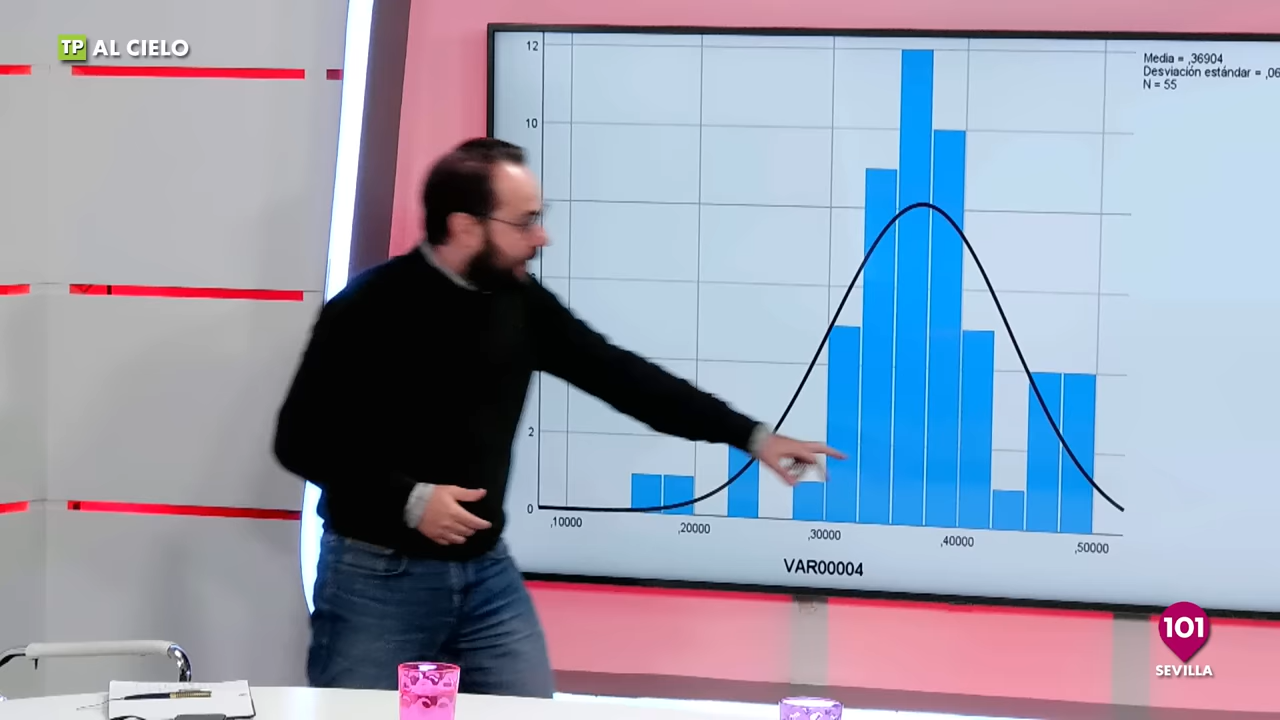 TP AL CIELO
12
10
2
0
,10000
,20000
,30000
,40000
,50000
VAR00004
Media = ,36904
Desviación estándar = ,06
N = 55
101
SEVILLA